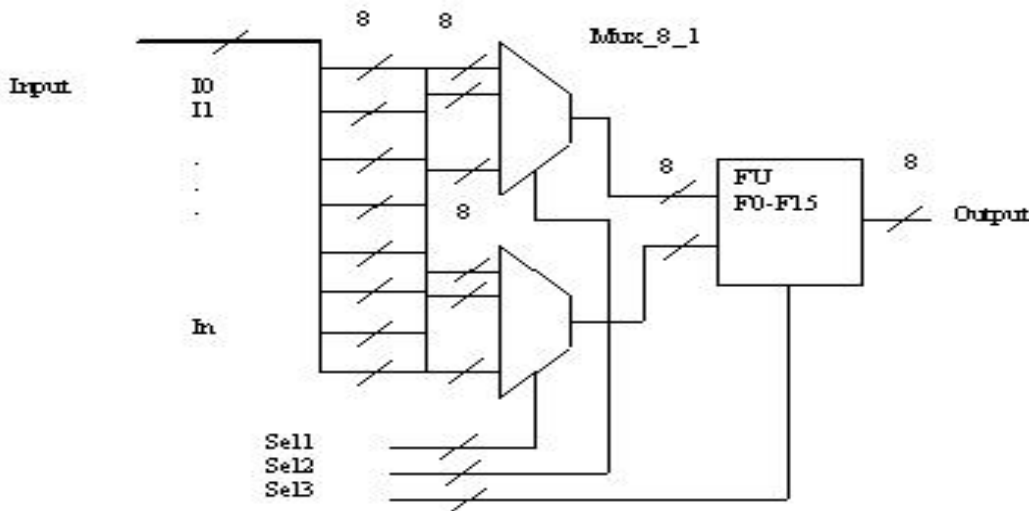 8
8
Mux_8_1
Input
I0
I1
.
.
.
8
FU
F0-F15
8
Output
8
In
Sel1
Sel2
Sel3